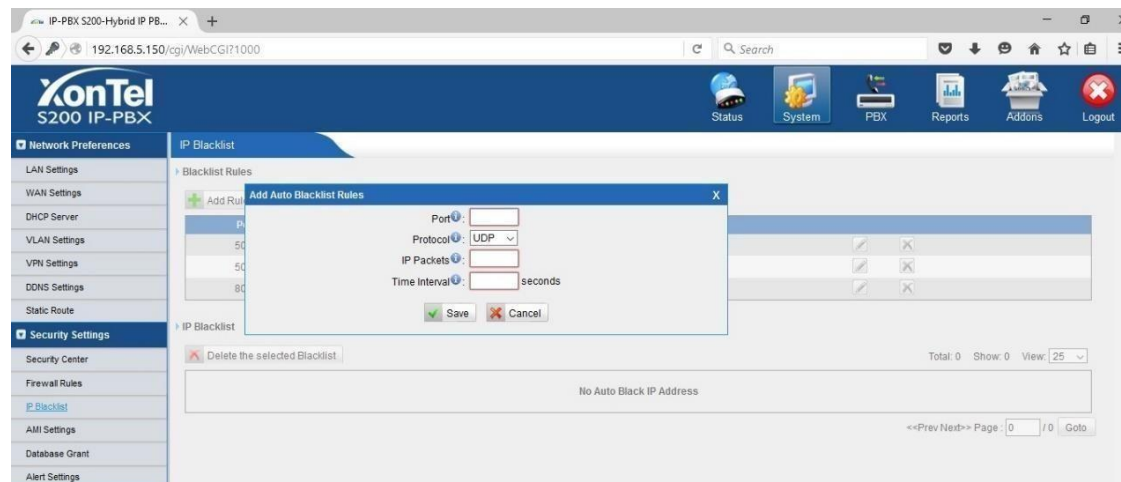 IP-PBX S200-Hybrid IP PB...
192.168.5.150/cgi/WebCGI?1000
Search
XonTel
S200 IP-PBX
Status
System
PBX
Reports
Addons
Logout
Network Preferences
LAN Settings
WAN Settings
DHCP Server
VLAN Settings
VPN Settings
DDNS Settings
Static Route
Security Settings
Security Center
Firewall Rules
IP Blacklist
AMI Settings
Database Grant
Alert Settings
IP Blacklist
Blacklist Rules
Add Rul
50
50
80
Add Auto Blacklist Rules X
Port:
Protocol: UDP
IP Packets:
Time Interval: seconds
Save Cancel
IP Blacklist
Delete the selected Blacklist
Total: 0 Show: 0 View: 25
No Auto Black IP Address
<<Prev Next>> Page : 0 / 0 Goto